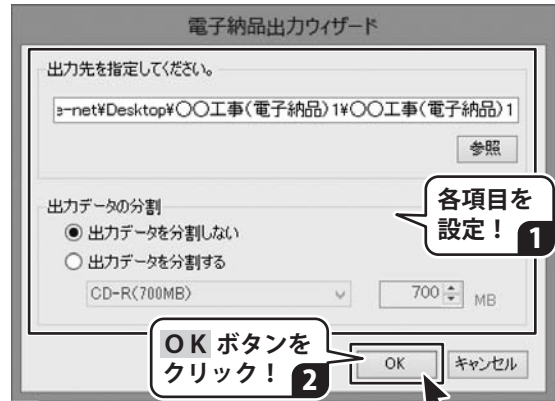 電子納品出力ウィザード
出力先を指定してください。
e-net¥Desktop¥〇〇工事(電子納品)1¥〇〇工事(電子納品)1
参照
各項目を
設定！ 1
出力データの分割
出力データを分割しない
出力データを分割する
CD-R(700MB)
700 MB
OK ボタンを
クリック！ 2
OK
キャンセル